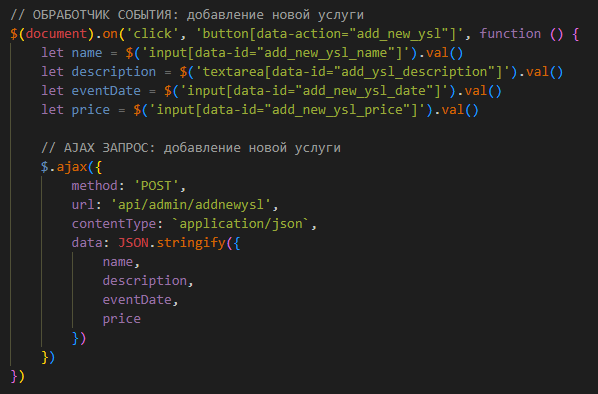 // ОБРАБОТЧИК СОБЫТИЯ: добавление новой услуги
$(document).on('click', 'button[data-action="add_new_ysl"]', function () {
    let name = $('input[data-id="add_new_ysl_name"]').val()
    let description = $('textarea[data-id="add_ysl_description"]').val()
    let eventDate = $('input[data-id="add_new_ysl_date"]').val()
    let price = $('input[data-id="add_new_ysl_price"]').val()

    // AJAX ЗАПРОС: добавление новой услуги
    $.ajax({
        method: 'POST',
        url: 'api/admin/addnewysl',
        contentType: `application/json`,
        data: JSON.stringify({
            name,
            description,
            eventDate,
            price
        })
    })
})